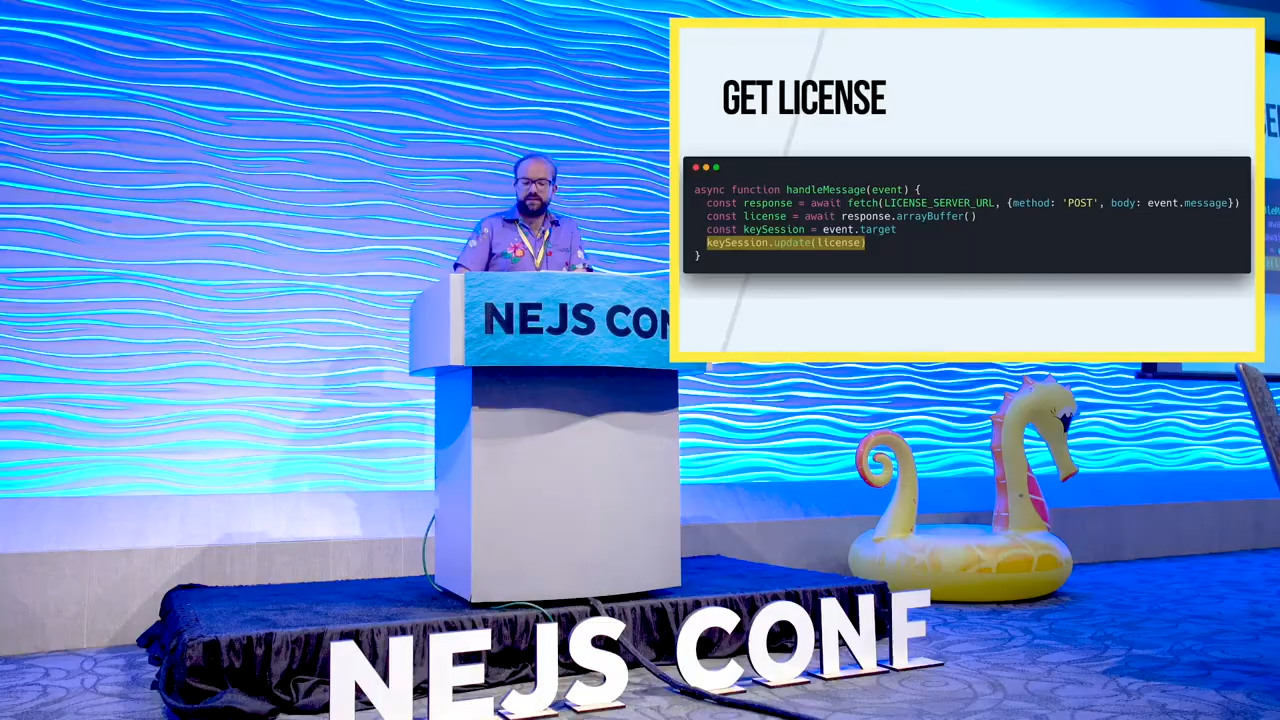 GET LICENSE
async function handleMessage(event) {
  const response = await fetch(LICENSE_SERVER_URL, {method: 'POST', body: event.message})
  const license = await response.arrayBuffer()
  const keySession = event.target
  keySession.update(license)
}
NEJS CON
NEJS CONF